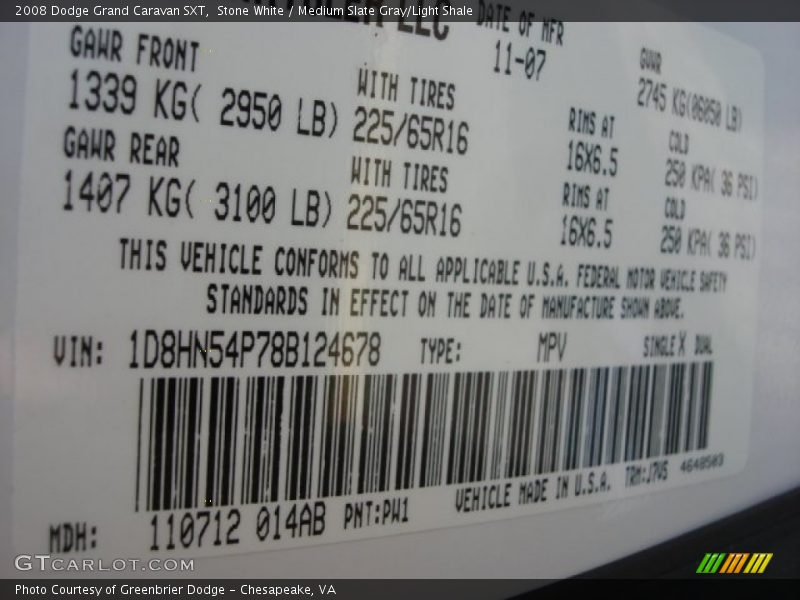 2008 Dodge Grand Caravan SXT, Stone White / Medium Slate Gray/Light Shale
LLC DATE OF MFR
11-07
GAWR FRONT WITH TIRES GVWR
1339 KG( 2950 LB) 225/65R16 RIMS AT 16X6.5 2745 KG(06050 LB)
COLD 250 KPA( 36 PSI)
GAWR REAR WITH TIRES RIMS AT COLD
1407 KG( 3100 LB) 225/65R16 16X6.5 250 KPA( 36 PSI)
THIS VEHICLE CONFORMS TO ALL APPLICABLE U.S.A. FEDERAL MOTOR VEHICLE SAFETY
STANDARDS IN EFFECT ON THE DATE OF MANUFACTURE SHOWN ABOVE.
VIN: 1D8HN54P78B124678 TYPE: MPV SINGLE X DUAL
MDH: 110712 014AB PNT:PW1 VEHICLE MADE IN U.S.A. TRM:J7V5 4648503
GTCARLOT.COM
Photo Courtesy of Greenbrier Dodge - Chesapeake, VA